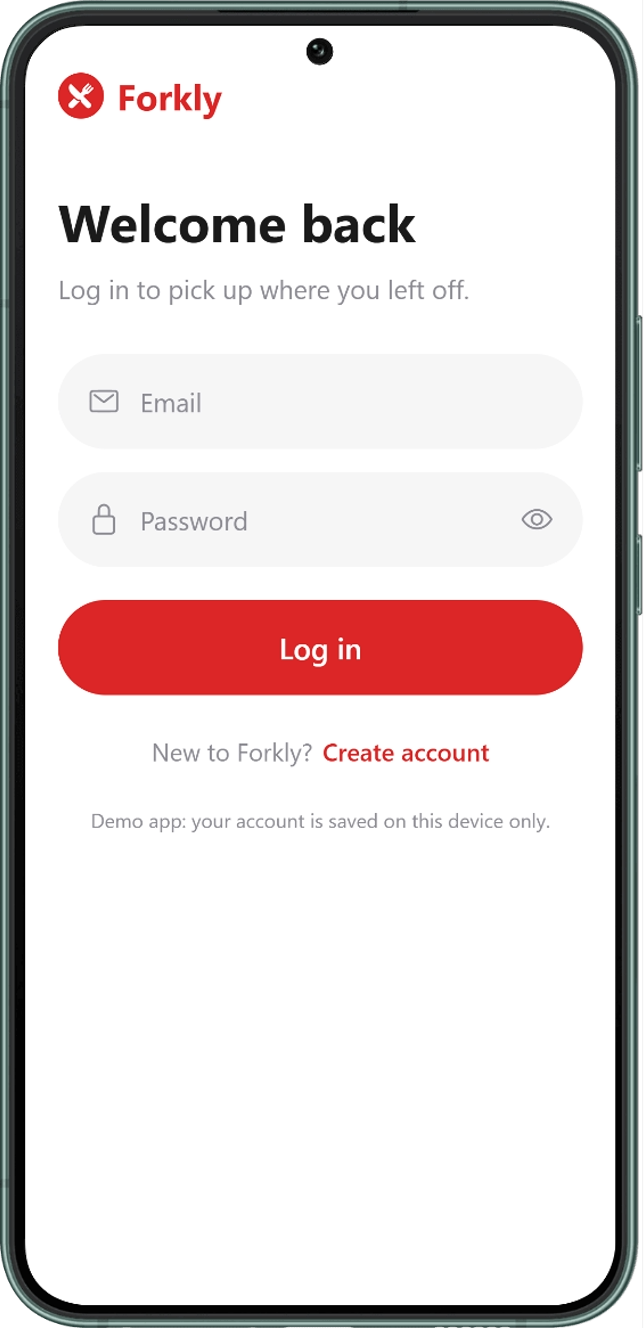 Forkly
Welcome back
Log in to pick up where you left off.
Email
Password
Log in
New to Forkly? Create account
Demo app: your account is saved on this device only.